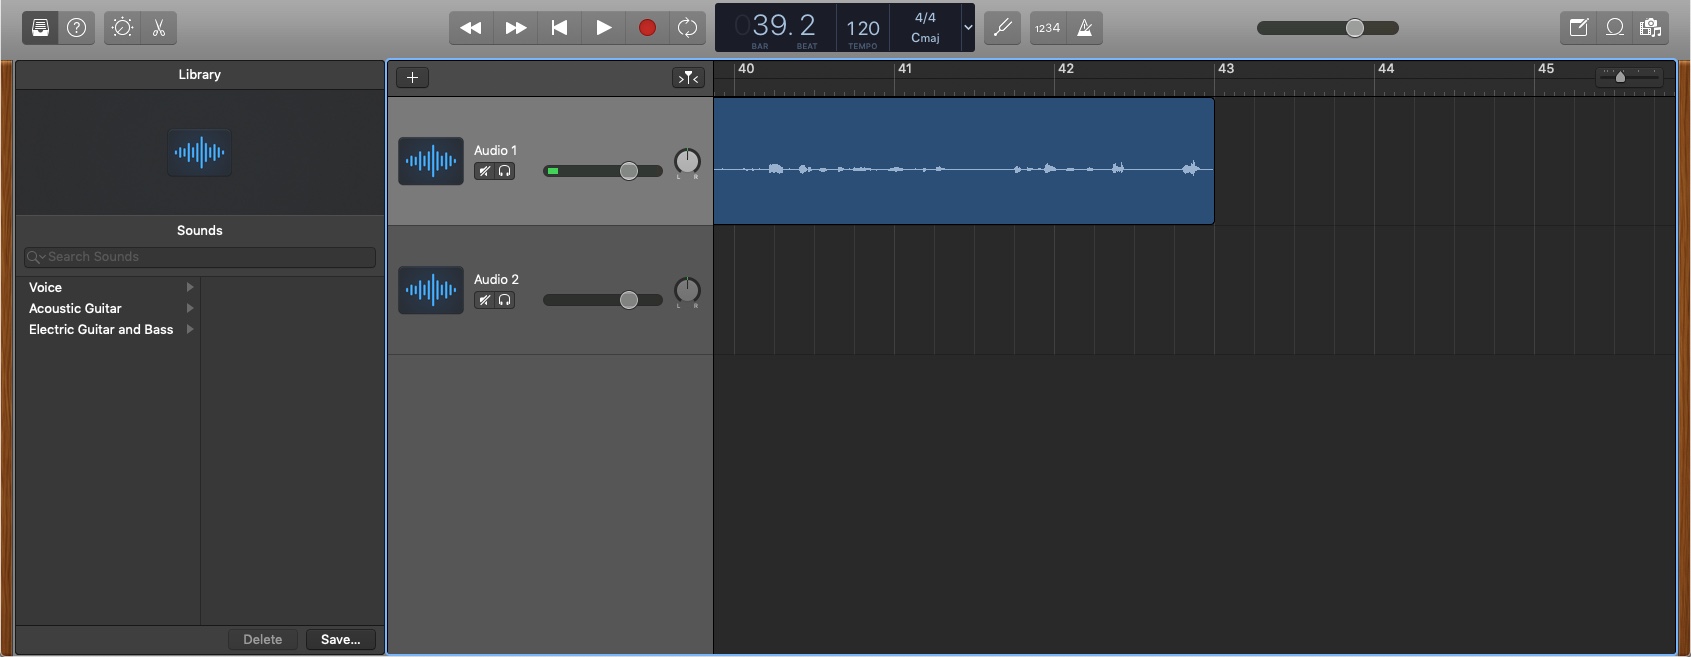 039. 2
BAR BEAT
120
TEMPO
4/4
Cmaj
1234
Library
Sounds
Search Sounds
Voice
Acoustic Guitar
Electric Guitar and Bass
Delete
Save...
40 41 42 43 44 45
Audio 1
L R
Audio 2
L R